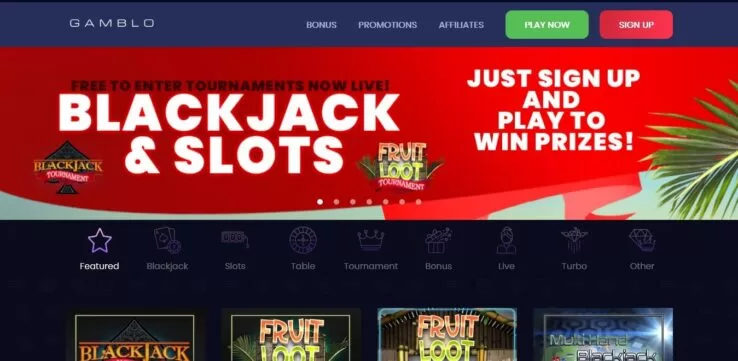 GAMBLO
BONUS
PROMOTIONS
AFFILIATES
PLAY NOW
SIGN UP
FREE TO ENTER TOURNAMENTS NOW LIVE!
BLACKJACK
& SLOTS
JUST SIGN UP
AND
PLAY TO
WIN PRIZES!
BLACKJACK
TOURNAMENT
FRUIT
LOOT
TOURNAMENT
Featured
Blackjack
Slots
Table
Tournament
Bonus
Live
Turbo
Other
BLACKJACK
FRUIT
LOOT
FRUIT
LOOT
Multi-Hand
Blackjack